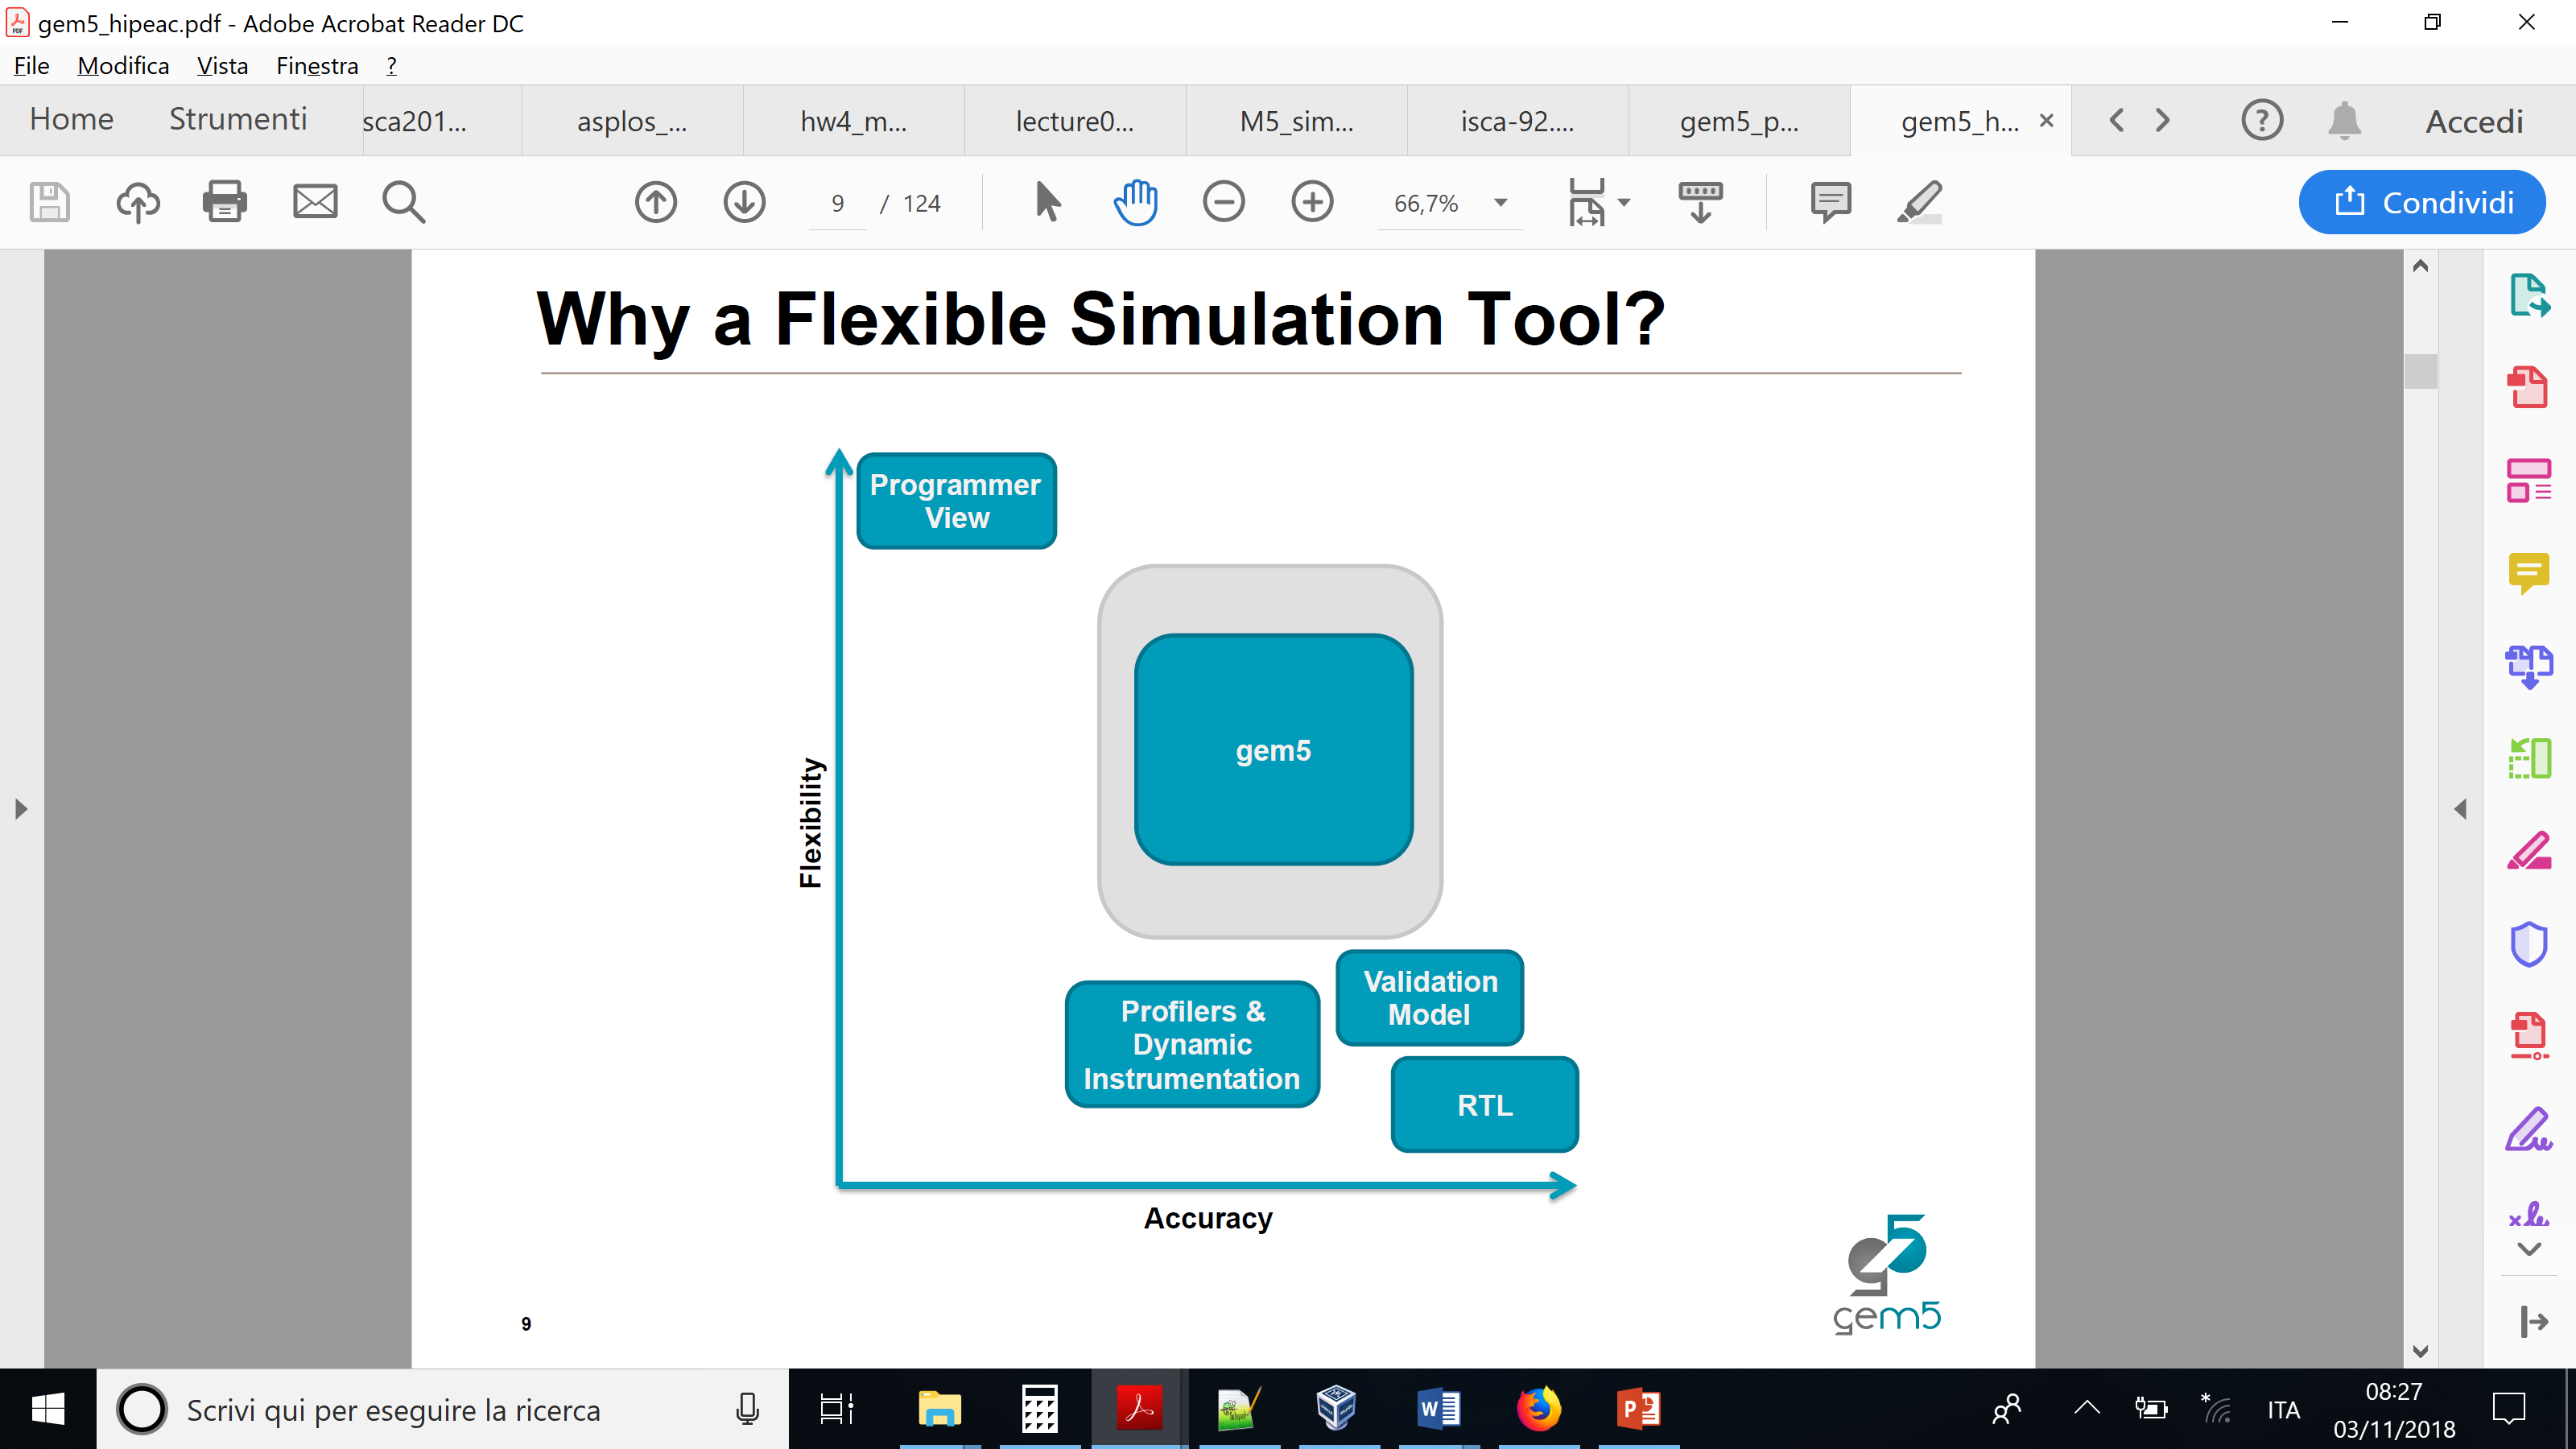 gem5_hipeac.pdf - Adobe Acrobat Reader DC
File Modifica Vista Finestra ?
Home Strumenti sca201... asplos_... hw4_m... lecture0... M5_sim... isca-92.... gem5_p... gem5_h... × ? Accedi
9 / 124 66,7% Condividi
Why a Flexible Simulation Tool?
Programmer
View
gem5
Flexibility
Validation
Model
Profilers &
Dynamic
Instrumentation
RTL
Accuracy
gem5
9
Scrivi qui per eseguire la ricerca
ITA
08:27
03/11/2018